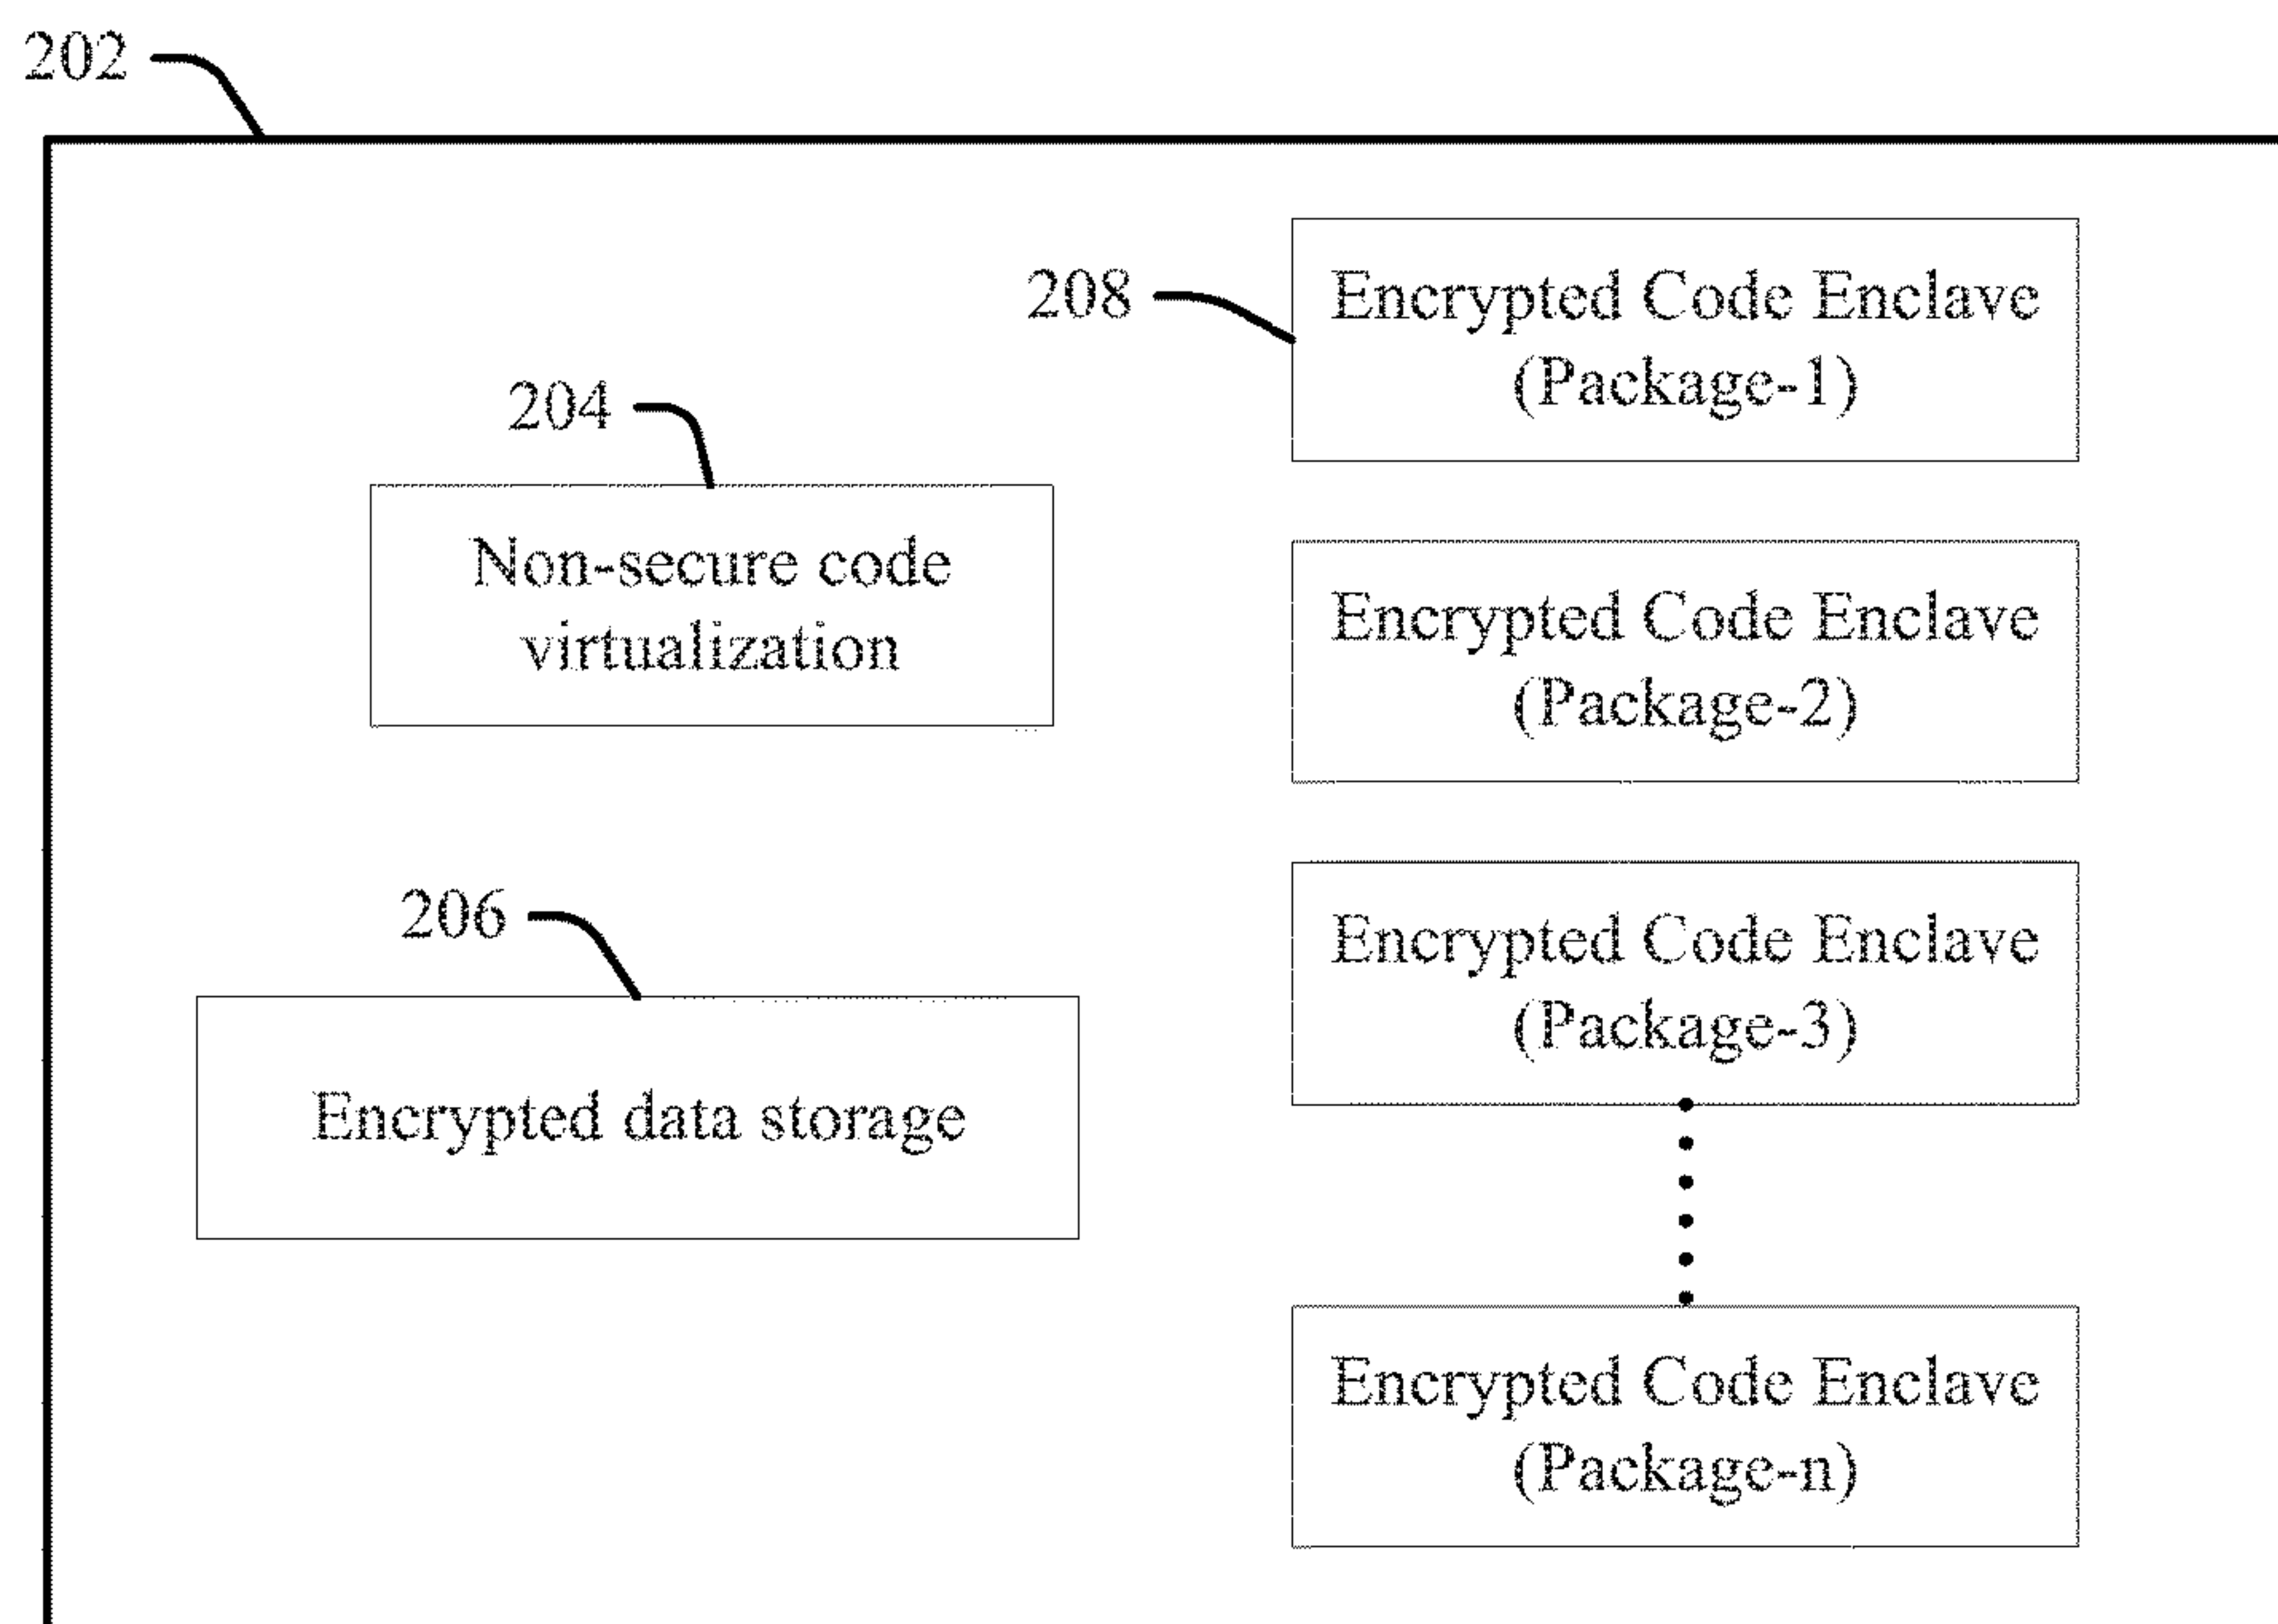 202
208
Encrypted Code Enclave
(Package-1)
204
Non-secure code
virtualization
Encrypted Code Enclave
(Package-2)
206
Encrypted data storage
Encrypted Code Enclave
(Package-3)
Encrypted Code Enclave
(Package-n)